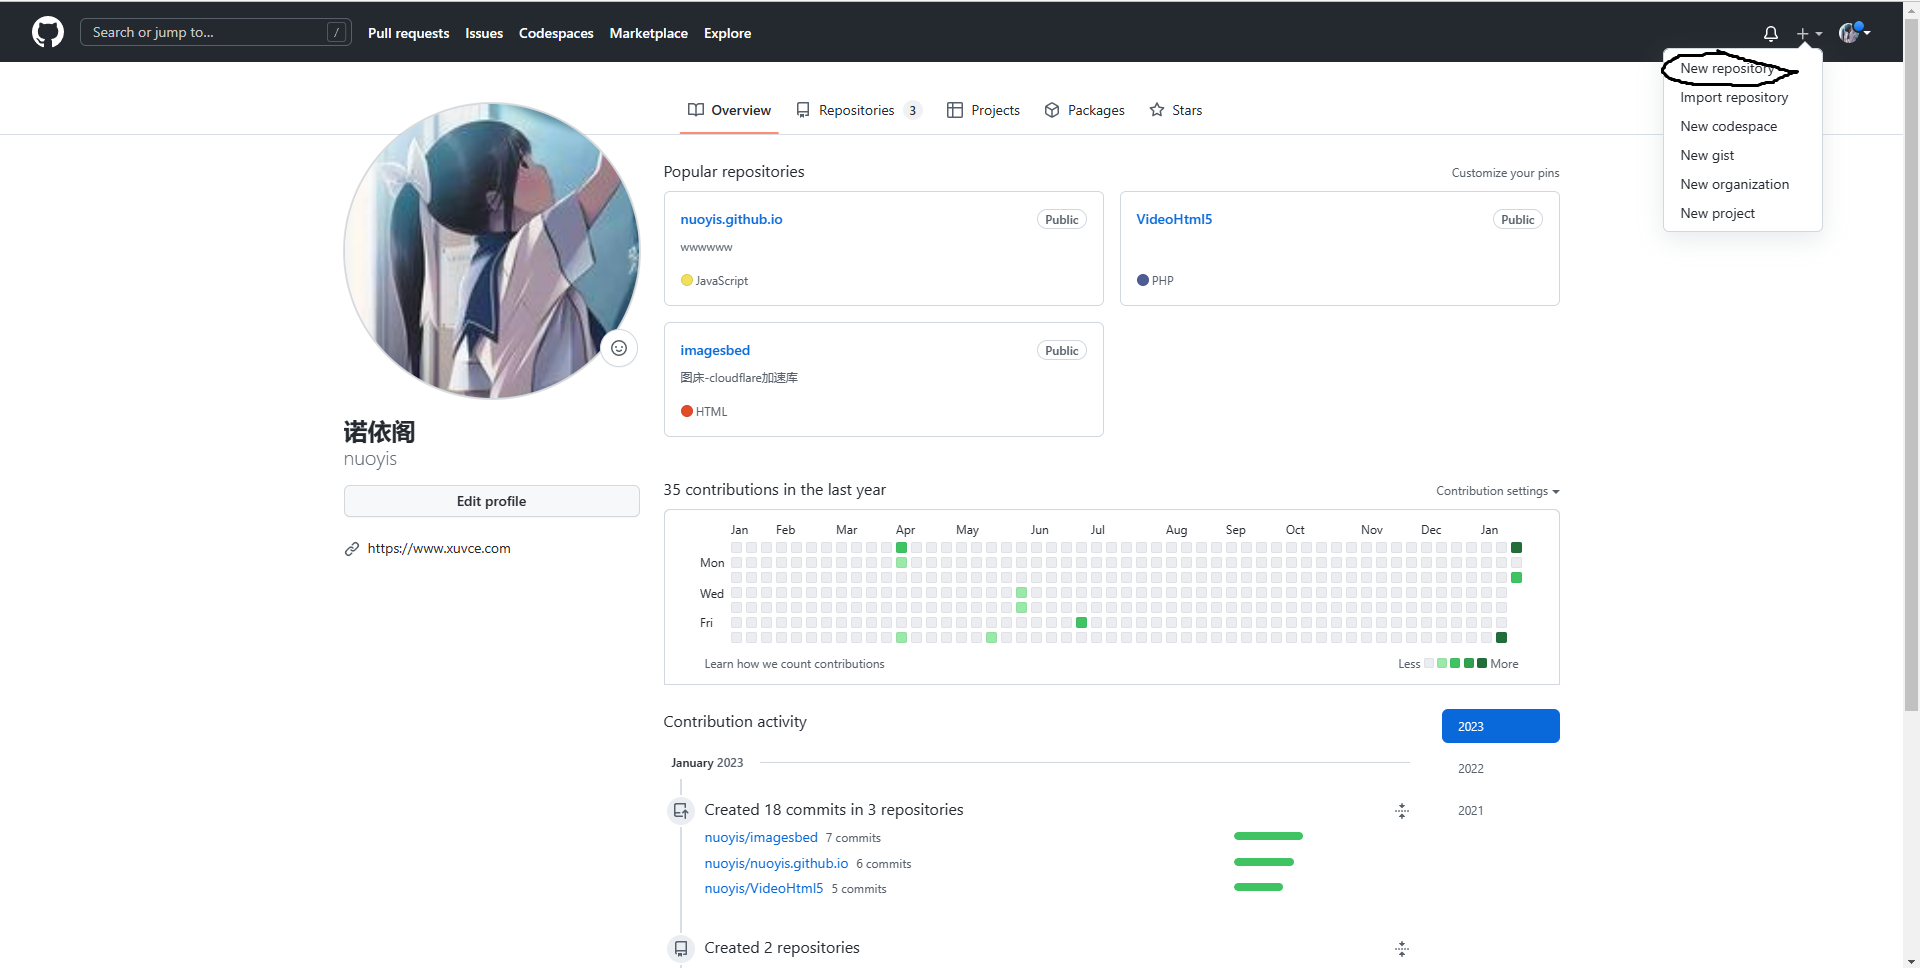 Search or jump to... /
Pull requests Issues Codespaces Marketplace Explore
New repository
Import repository
New codespace
New gist
New organization
New project
Overview Repositories 3 Projects Packages Stars
诺依阁
nuoyis
Edit profile
https://www.xuvce.com
Popular repositories Customize your pins
nuoyis.github.io Public
wwwwww
JavaScript
VideoHtml5 Public
PHP
imagesbed Public
图床-cloudflare加速库
HTML
35 contributions in the last year Contribution settings
Jan Feb Mar Apr May Jun Jul Aug Sep Oct Nov Dec Jan
Mon
Wed
Fri
Learn how we count contributions Less More
Contribution activity
2023
2022
2021
January 2023
Created 18 commits in 3 repositories
nuoyis/imagesbed 7 commits
nuoyis/nuoyis.github.io 6 commits
nuoyis/VideoHtml5 5 commits
Created 2 repositories